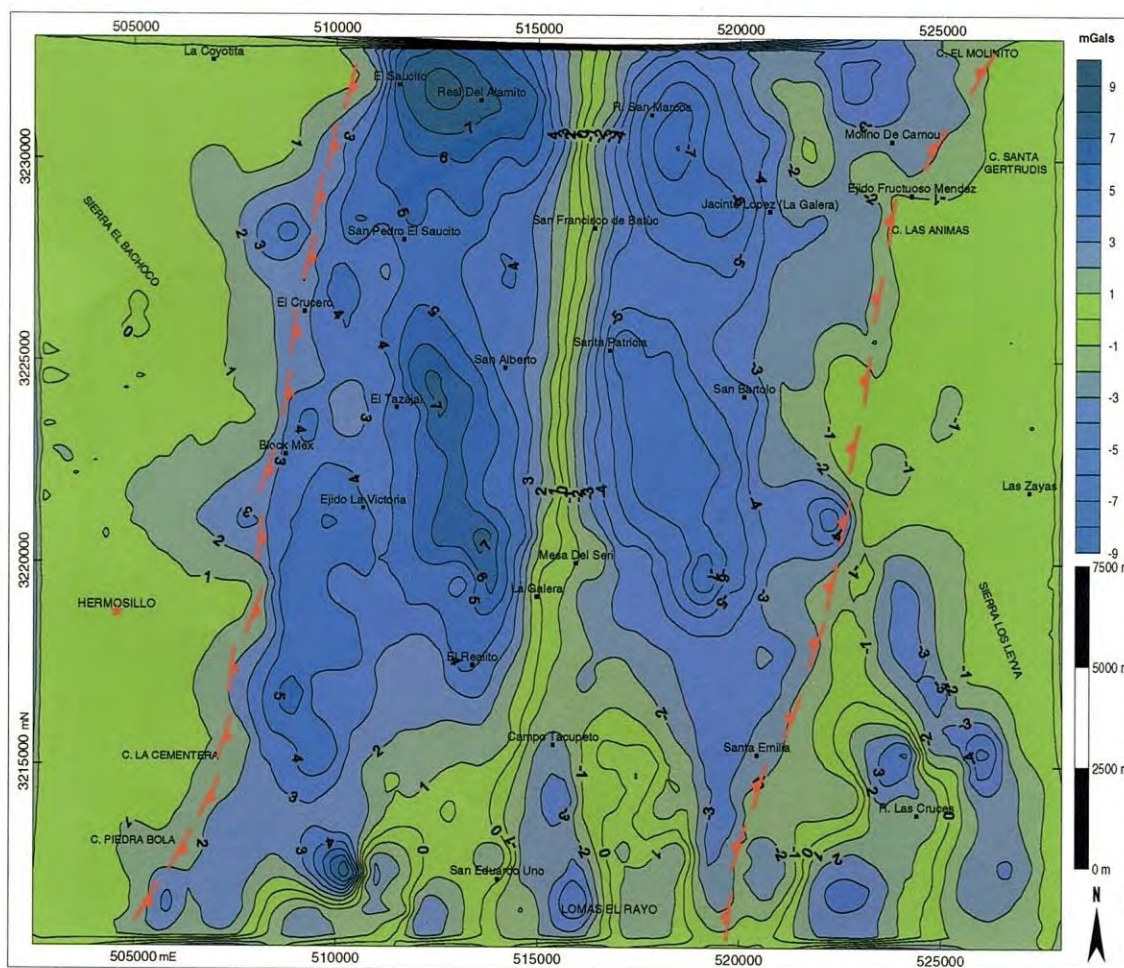 505000 510000 515000 520000 525000
mGals
La Coyotita
C. EL MOLINITO
El Saucito
Real Del Alamito
R. San Marcos
Molino De Camou
C. SANTA GERTRUDIS
3230000
Ejido Fructuoso Mendez
Jacinto Lopez (La Galera)
San Francisco de Batúc
San Pedro El Saucito
C. LAS ANIMAS
SIERRA EL BACHOCO
El Crucero
Santa Patricia
3225000
San Alberto
San Bartolo
El Tazajal
Block Mex
Ejido La Victoria
Las Zayas
Mesa Del Seri
3220000
La Galera
HERMOSILLO
SIERRA LOS LEYVA
El Realito
Campo Tacupeto
Santa Emilia
C. LA CEMENTERA
3215000 mN
R. Las Cruces
C. PIEDRA BOLA
San Eduardo Uno
LOMAS EL RAYO
505000 mE 510000 515000 520000 525000
9
7
5
3
1
-1
-3
-5
-7
-9
7500 m
5000 m
2500 m
0 m
N